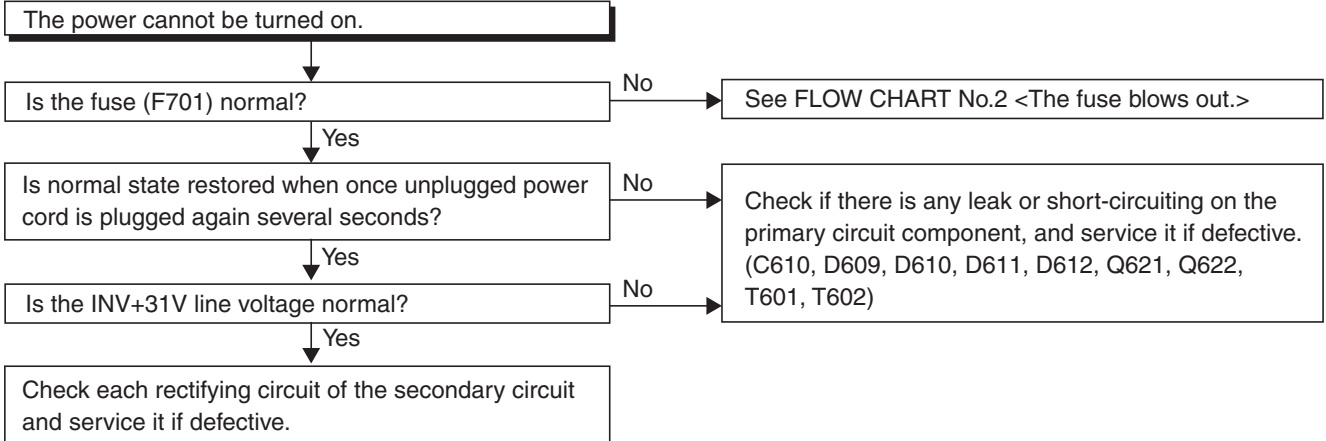 The power cannot be turned on.
Is the fuse (F701) normal?
No
See FLOW CHART No.2 <The fuse blows out.>
Yes
Is normal state restored when once unplugged power
cord is plugged again several seconds?
No
Check if there is any leak or short-circuiting on the
primary circuit component, and service it if defective.
(C610, D609, D610, D611, D612, Q621, Q622,
T601, T602)
Yes
Is the INV+31V line voltage normal?
No
Yes
Check each rectifying circuit of the secondary circuit
and service it if defective.